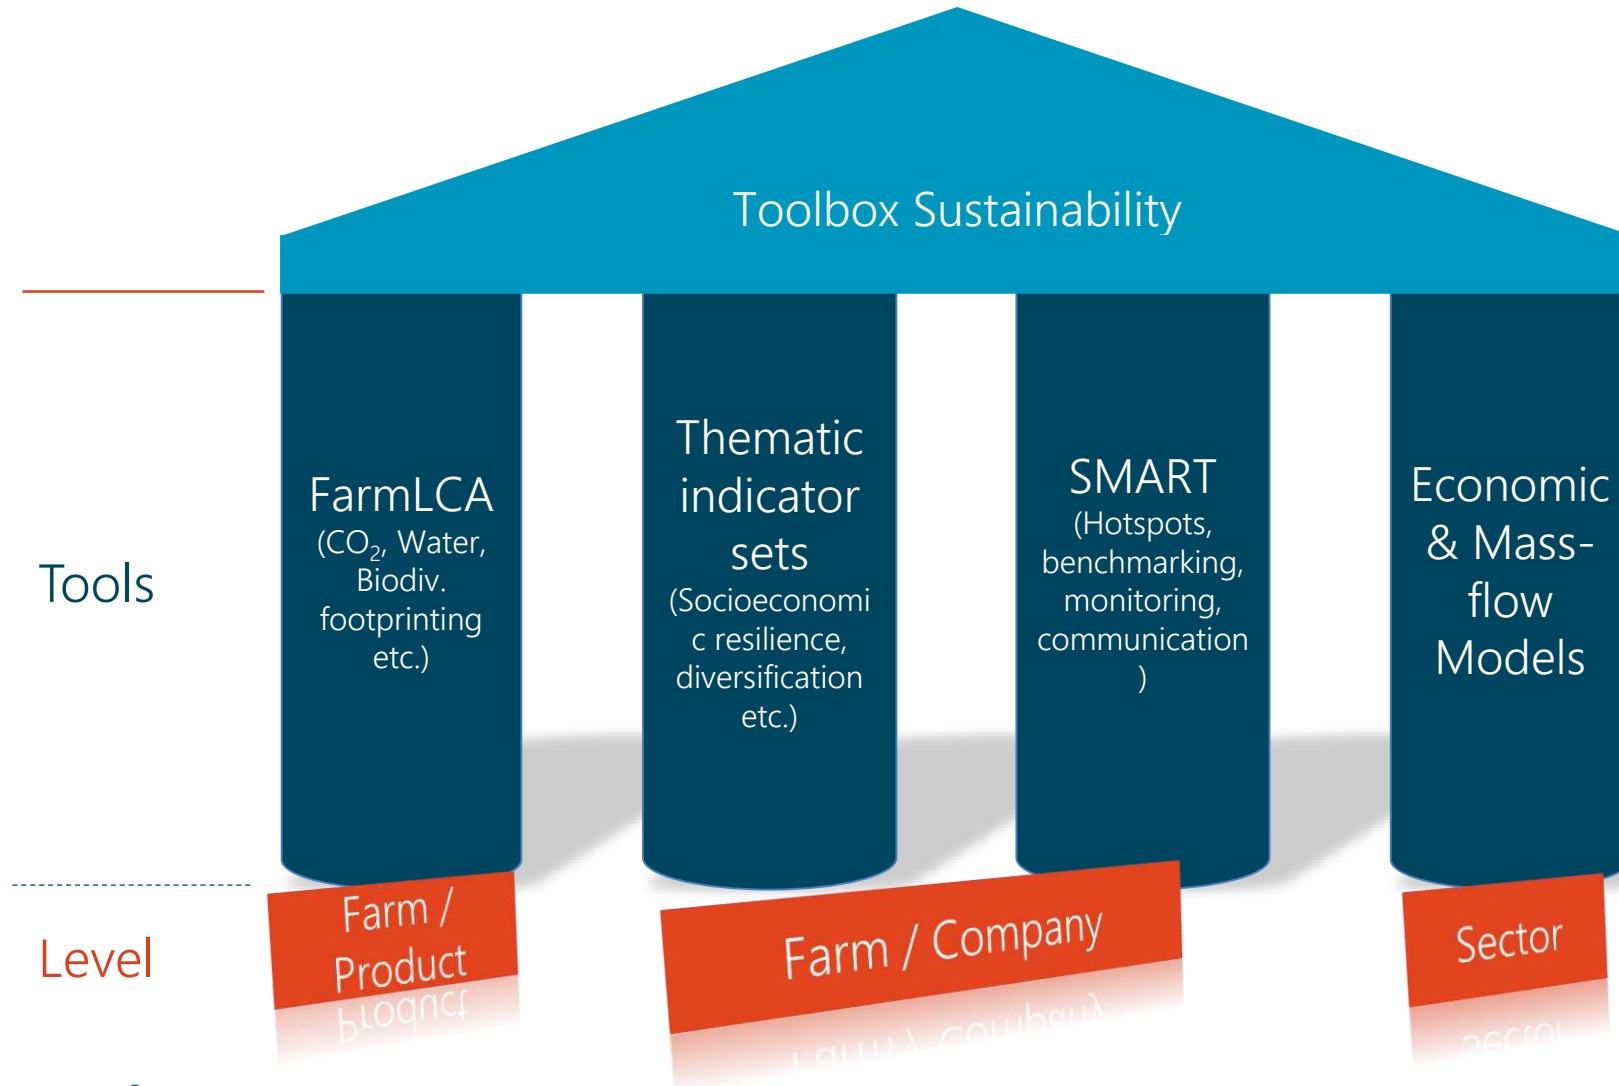 Toolbox Sustainability
Tools
FarmLCA
(CO₂, Water,
Biodiv.
footprinting
etc.)
Thematic
indicator
sets
(Socioeconomi
c resilience,
diversification
etc.)
SMART
(Hotspots,
benchmarking,
monitoring,
communication
)
Economic
& Mass-
flow
Models
Level
Farm /
Product
Farm / Company
Sector